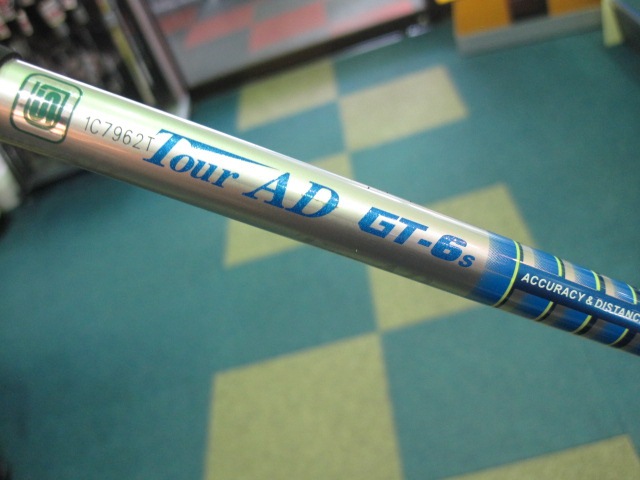 1C7962T
Tour AD GT-6s
ACCURACY & DISTANC